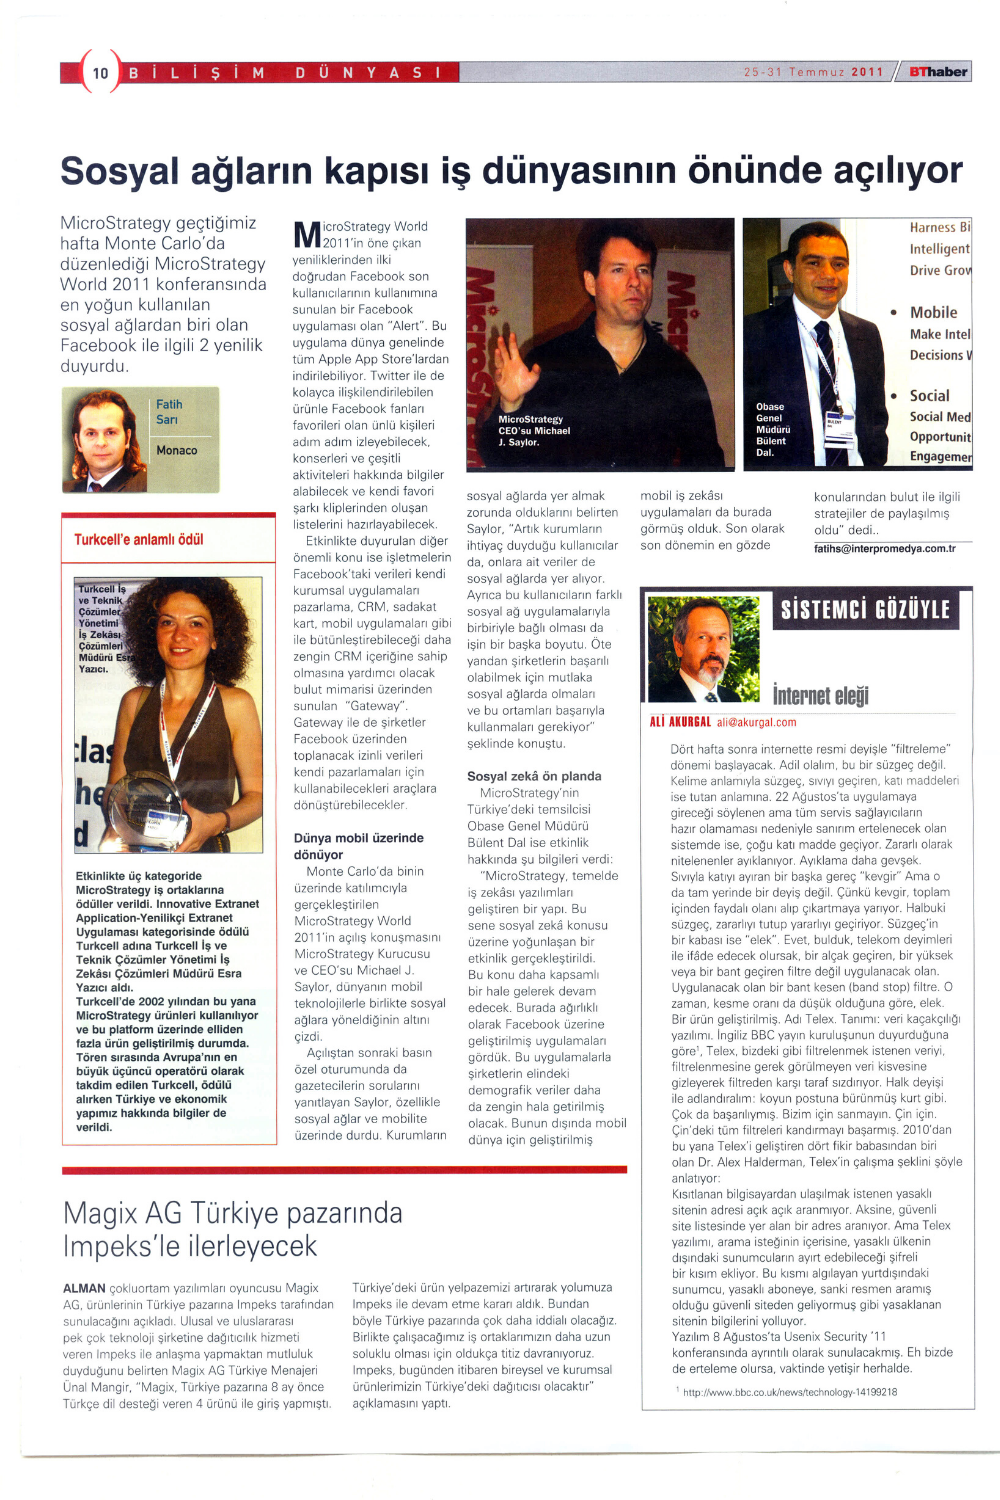 10 BİLİŞİM DÜNYASI
25-31 Temmuz 2011 BThaber
Sosyal ağların kapısı iş dünyasının önünde açılıyor
MicroStrategy geçtiğimiz
hafta Monte Carlo'da
düzenlediği MicroStrategy
World 2011 konferansında
en yoğun kullanılan
sosyal ağlardan biri olan
Facebook ile ilgili 2 yenilik
duyurdu.
Fatih
Sarı
Monaco
MicroStrategy World
2011'in öne çıkan
yeniliklerinden ilki
doğrudan Facebook son
kullanıcılarının kullanımına
sunulan bir Facebook
uygulaması olan "Alert". Bu
uygulama dünya genelinde
tüm Apple App Store'lardan
indirilebiliyor. Twitter ile de
kolayca ilişkilendirilebilen
ürünle Facebook fanları
favorileri olan ünlü kişileri
adım adım izleyebilecek,
konserleri ve çeşitli
aktiviteleri hakkında bilgiler
alabilecek ve kendi favori
şarkı kliplerinden oluşan
listelerini hazırlayabilecek.
Etkinlikte duyurulan diğer
önemli konu ise işletmelerin
Facebook'taki verileri kendi
kurumsal uygulamaları
pazarlama, CRM, sadakat
kart, mobil uygulamaları gibi
ile bütünleştirebileceği daha
zengin CRM içeriğine sahip
olmasına yardımcı olacak
bulut mimarisi üzerinden
sunulan "Gateway".
Gateway ile de şirketler
Facebook üzerinden
toplanacak izinli verileri
kendi pazarlamaları için
kullanabilecekleri araçlara
dönüştürebilecekler.
Dünya mobil üzerinde
dönüyor
Monte Carlo'da binin
üzerinde katılımcıyla
gerçekleştirilen
MicroStrategy World
2011'in açılış konuşmasını
MicroStrategy Kurucusu
ve CEO'su Michael J.
Saylor, dünyanın mobil
teknolojilerle birlikte sosyal
ağlara yöneldiğinin altını
çizdi.
Açılıştan sonraki basın
özel oturumunda da
gazetecilerin sorularını
yanıtlayan Saylor, özellikle
sosyal ağlar ve mobilite
üzerinde durdu. Kurumların
MicroStrategy
CEO'su Michael
J. Saylor.
Obase
Genel
Müdürü
Bülent
Dal.
Harness Bi
Intelligent
Drive Grow
• Mobile
Make Intel
Decisions W
• Social
Social Med
Opportunit
Engagemen
sosyal ağlarda yer almak
zorunda olduklarını belirten
Saylor, "Artık kurumların
ihtiyaç duyduğu kullanıcılar
da, onlara ait veriler de
sosyal ağlarda yer alıyor.
Ayrıca bu kullanıcıların farklı
sosyal ağ uygulamalarıyla
birbiriyle bağlı olması da
işin bir başka boyutu. Öte
yandan şirketlerin başarılı
olabilmek için mutlaka
sosyal ağlarda olmaları
ve bu ortamları başarıyla
kullanmaları gerekiyor"
şeklinde konuştu.
Sosyal zekâ ön planda
MicroStrategy'nin
Türkiye'deki temsilcisi
Obase Genel Müdürü
Bülent Dal ise etkinlik
hakkında şu bilgileri verdi:
"MicroStrategy, temelde
iş zekâsı yazılımları
geliştiren bir yapı. Bu
sene sosyal zekâ konusu
üzerine yoğunlaşan bir
etkinlik gerçekleştirildi.
Bu konu daha kapsamlı
bir hale gelerek devam
edecek. Burada ağırlıklı
olarak Facebook üzerine
geliştirilmiş uygulamaları
gördük. Bu uygulamalarla
şirketlerin elindeki
demografik veriler daha
da zengin hala getirilmiş
olacak. Bunun dışında mobil
dünya için geliştirilmiş
mobil iş zekâsı
uygulamaları da burada
görmüş olduk. Son olarak
son dönemin en gözde
konularından bulut ile ilgili
stratejiler de paylaşılmış
oldu" dedi..
fatihs@interpromedya.com.tr
Turkcell'e anlamlı ödül
Turkcell İş
ve Teknik
Çözümler
Yönetimi
İş Zekâsı
Çözümleri
Müdürü Esra
Yazıcı.
Etkinlikte üç kategoride
MicroStrategy iş ortaklarına
ödüller verildi. Innovative Extranet
Application-Yenilikçi Extranet
Uygulaması kategorisinde ödülü
Turkcell adına Turkcell İş ve
Teknik Çözümler Yönetimi İş
Zekâsı Çözümleri Müdürü Esra
Yazıcı aldı.
Turkcell'de 2002 yılından bu yana
MicroStrategy ürünleri kullanılıyor
ve bu platform üzerinde elliden
fazla ürün geliştirilmiş durumda.
Tören sırasında Avrupa'nın en
büyük üçüncü operatörü olarak
takdim edilen Turkcell, ödülü
alırken Türkiye ve ekonomik
yapımız hakkında bilgiler de
verildi.
SİSTEMCİ GÖZÜYLE
İnternet eleği
ALİ AKURGAL ali@akurgal.com
Dört hafta sonra internette resmi deyişle "filtreleme"
dönemi başlayacak. Adil olalım, bu bir süzgeç değil.
Kelime anlamıyla süzgeç, sıvıyı geçiren, katı maddeleri
ise tutan anlamına. 22 Ağustos'ta uygulamaya
gireceği söylenen ama tüm servis sağlayıcıların
hazır olamaması nedeniyle sanırım ertelenecek olan
sistemde ise, çoğu katı madde geçiyor. Zararlı olarak
nitelenenler ayıklanıyor. Ayıklama daha gevşek.
Sıvıyla katıyı ayıran bir başka gereç "kevgir" Ama o
da tam yerinde bir deyiş değil. Çünkü kevgir, toplam
içinden faydalı olanı alıp çıkartmaya yarıyor. Halbuki
süzgeç, zararlıyı tutup yararlıyı geçiriyor. Süzgeç'in
bir kabası ise "elek". Evet, bulduk, telekom deyimleri
ile ifâde edecek olursak, bir alçak geçiren, bir yüksek
veya bir bant geçiren filtre değil uygulanacak olan.
Uygulanacak olan bir bant kesen (band stop) filtre. O
zaman, kesme oranı da düşük olduğuna göre, elek.
Bir ürün geliştirilmiş. Adı Telex. Tanımı: veri kaçakçılığı
yazılımı. İngiliz BBC yayın kuruluşunun duyurduğuna
göre¹, Telex, bizdeki gibi filtrelenmek istenen veriyi,
filtrelenmesine gerek görülmeyen veri kisvesine
gizleyerek filtreden karşı taraf sızdırıyor. Halk deyişi
ile adlandıralım: koyun postuna bürünmüş kurt gibi.
Çok da başarılıymış. Bizim için sanmayın. Çin için.
Çin'deki tüm filtreleri kandırmayı başarmış. 2010'dan
bu yana Telex'i geliştiren dört fikir babasından biri
olan Dr. Alex Halderman, Telex'in çalışma şeklini şöyle
anlatıyor:
Kısıtlanan bilgisayardan ulaşılmak istenen yasaklı
sitenin adresi açık açık aranmıyor. Aksine, güvenli
site listesinde yer alan bir adres aranıyor. Ama Telex
yazılımı, arama isteğinin içerisine, yasaklı ülkenin
dışındaki sunumcuların ayırt edebileceği şifreli
bir kısım ekliyor. Bu kısmı algılayan yurtdışındaki
sunumcu, yasaklı aboneye, sanki resmen aramış
olduğu güvenli siteden geliyormuş gibi yasaklanan
sitenin bilgilerini yolluyor.
Yazılım 8 Ağustos'ta Usenix Security '11
konferansında ayrıntılı olarak sunulacakmış. Eh bizde
de erteleme olursa, vaktinde yetişir herhalde.
¹ http://www.bbc.co.uk/news/technology-14199218
Magix AG Türkiye pazarında
Impeks'le ilerleyecek
ALMAN çokluortam yazılımları oyuncusu Magix
AG, ürünlerinin Türkiye pazarına Impeks tarafından
sunulacağını açıkladı. Ulusal ve uluslararası
pek çok teknoloji şirketine dağıtıcılık hizmeti
veren Impeks ile anlaşma yapmaktan mutluluk
duyduğunu belirten Magix AG Türkiye Menajeri
Ünal Mangır, "Magix, Türkiye pazarına 8 ay önce
Türkçe dil desteği veren 4 ürünü ile giriş yapmıştı.
Türkiye'deki ürün yelpazemizi artırarak yolumuza
Impeks ile devam etme kararı aldık. Bundan
böyle Türkiye pazarında çok daha iddialı olacağız.
Birlikte çalışacağımız iş ortaklarımızın daha uzun
soluklu olması için oldukça titiz davranıyoruz.
Impeks, bugünden itibaren bireysel ve kurumsal
ürünlerimizin Türkiye'deki dağıtıcısı olacaktır"
açıklamasını yaptı.